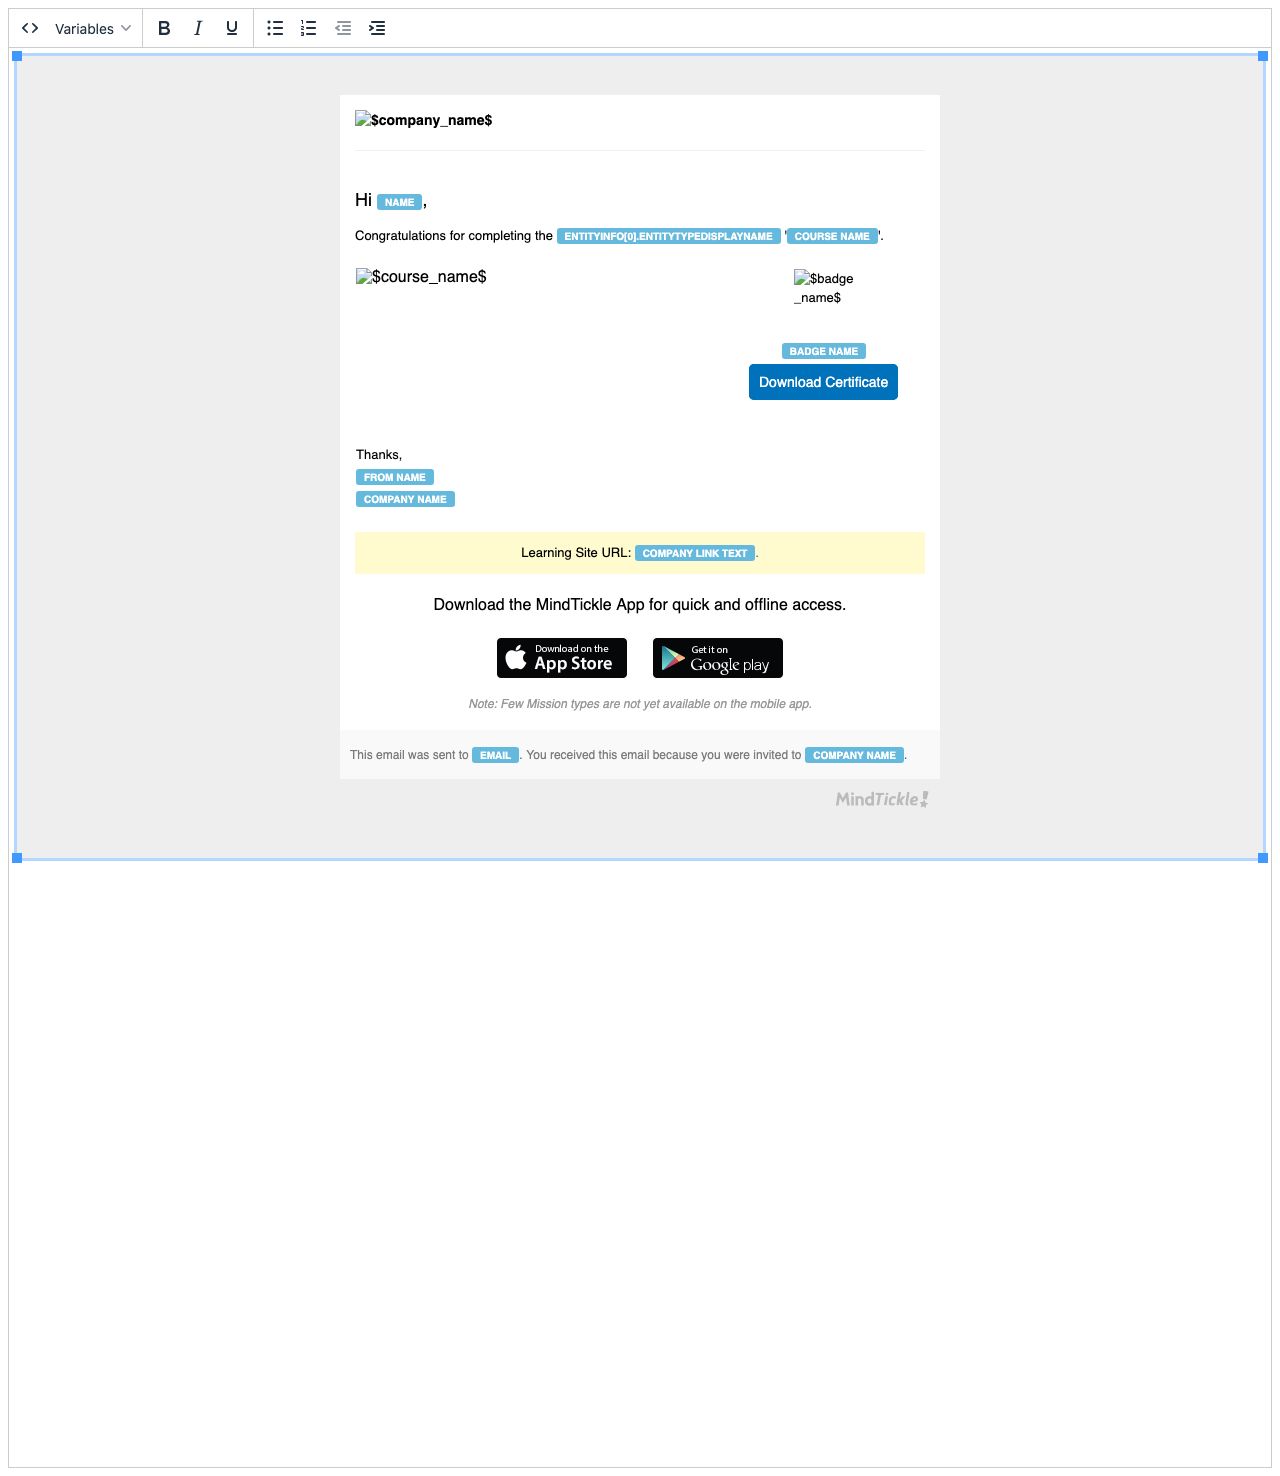 Variables B I U
$company_name$
Hi NAME,
Congratulations for completing the ENTITYINFO[0].ENTITYTYPEDISPLAYNAME 'COURSE NAME'.
$course_name$
$badge
_name$
BADGE NAME
Download Certificate
Thanks,
FROM NAME
COMPANY NAME
Learning Site URL: COMPANY LINK TEXT.
Download the MindTickle App for quick and offline access.
Download on the
App Store
Get it on
Google play
Note: Few Mission types are not yet available on the mobile app.
This email was sent to EMAIL. You received this email because you were invited to COMPANY NAME.
MindTickle!